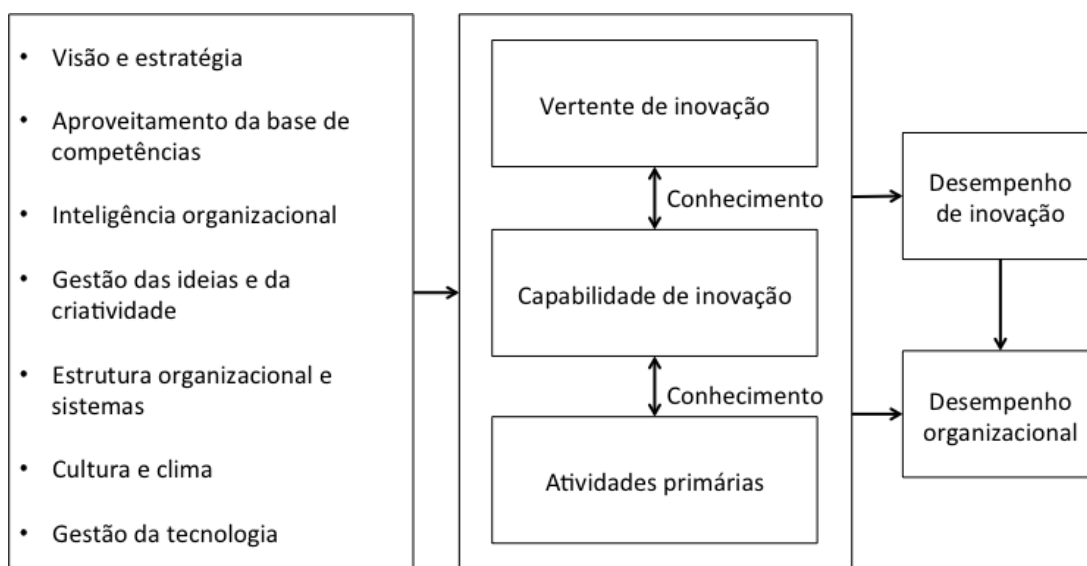 • Visão e estratégia
• Aproveitamento da base de
competências
• Inteligência organizacional
• Gestão das ideias e da
criatividade
• Estrutura organizacional e
sistemas
• Cultura e clima
• Gestão da tecnologia
Vertente de inovação
Conhecimento
Capabilidade de inovação
Conhecimento
Atividades primárias
Desempenho
de inovação
Desempenho
organizacional